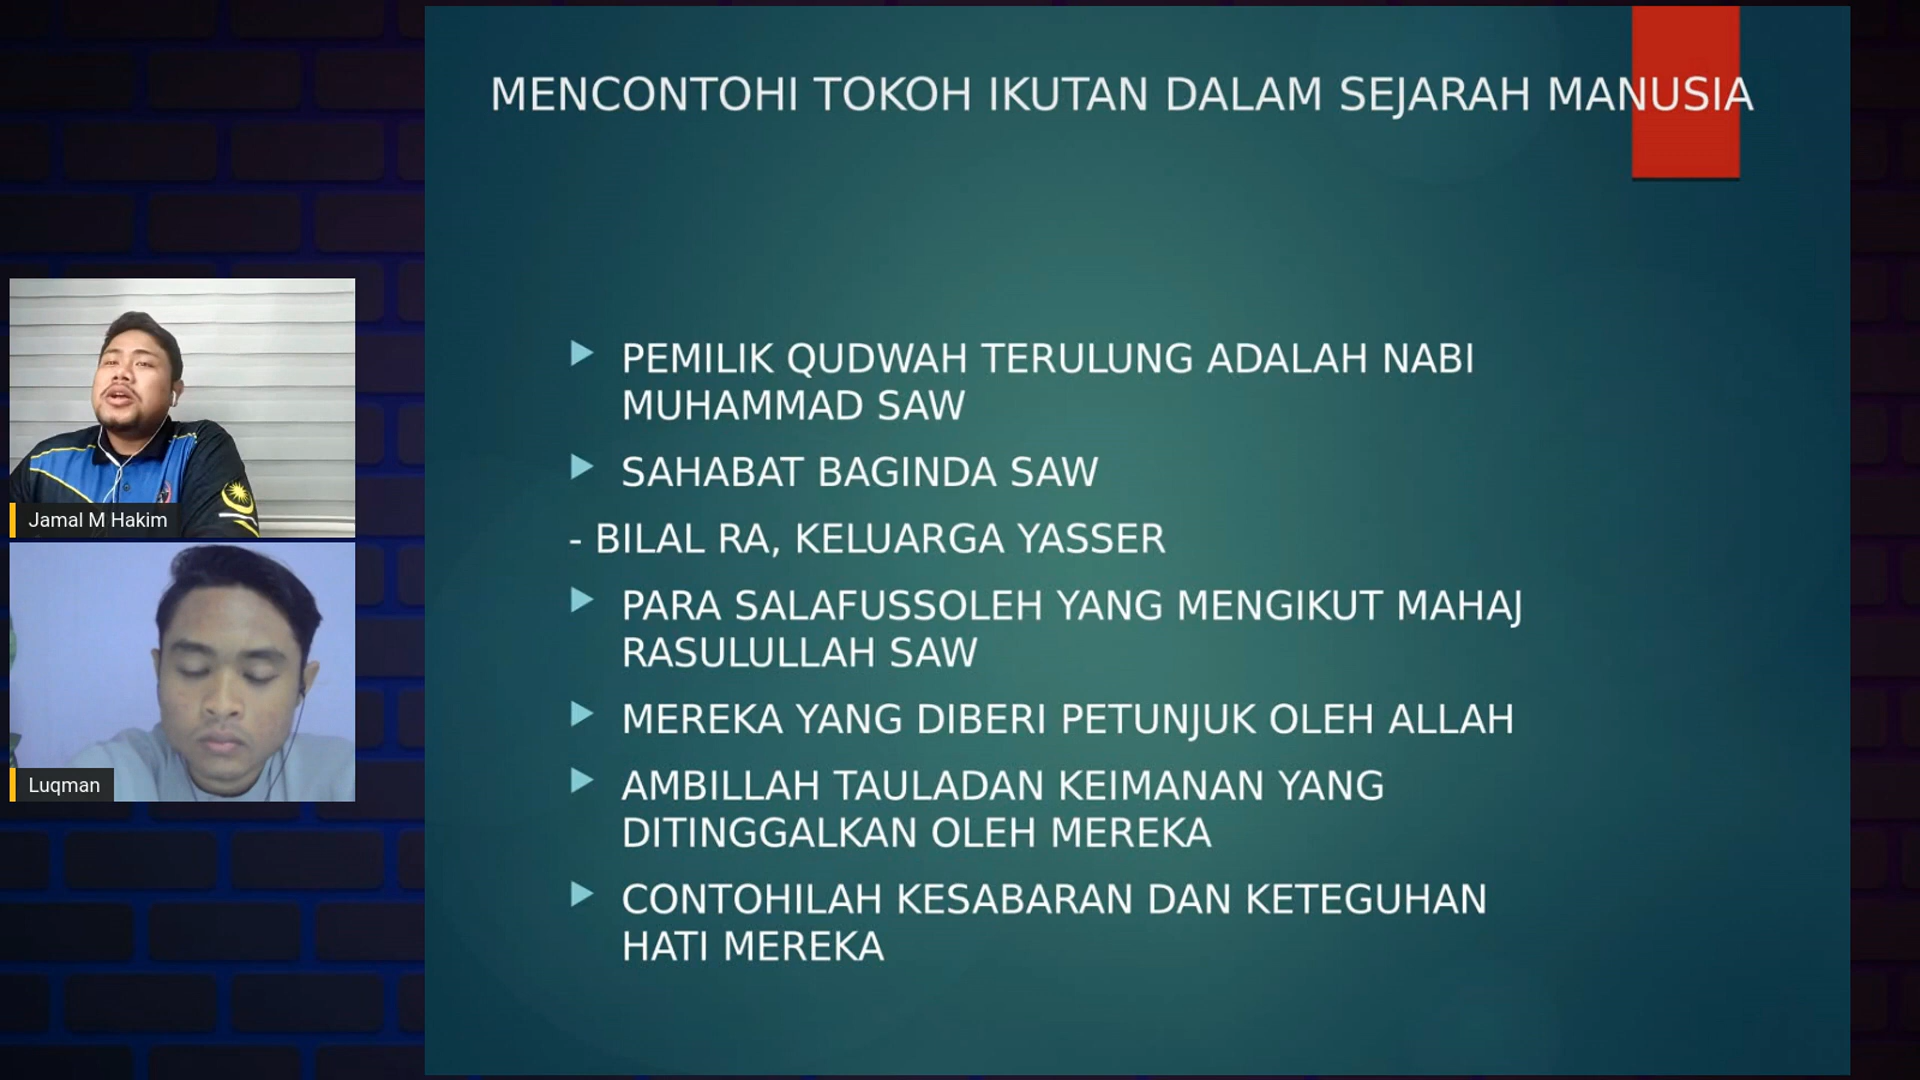 MENCONTOHI TOKOH IKUTAN DALAM SEJARAH MANUSIA
PEMILIK QUDWAH TERULUNG ADALAH NABI
MUHAMMAD SAW
SAHABAT BAGINDA SAW
- BILAL RA, KELUARGA YASSER
PARA SALAFUSSOLEH YANG MENGIKUT MAHAJ
RASULULLAH SAW
MEREKA YANG DIBERI PETUNJUK OLEH ALLAH
AMBILLAH TAULADAN KEIMANAN YANG
DITINGGALKAN OLEH MEREKA
CONTOHILAH KESABARAN DAN KETEGUHAN
HATI MEREKA
Jamal M Hakim
Luqman